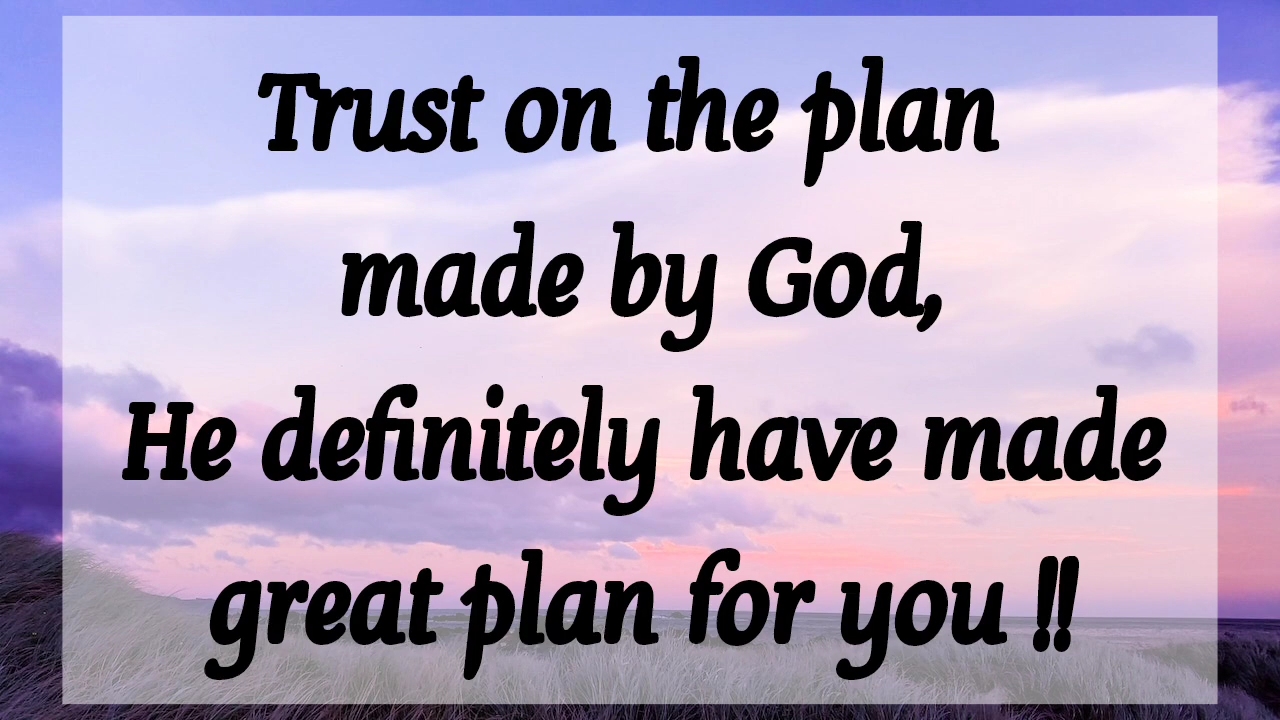 Trust on the plan
made by God,
He definitely have made
great plan for you !!